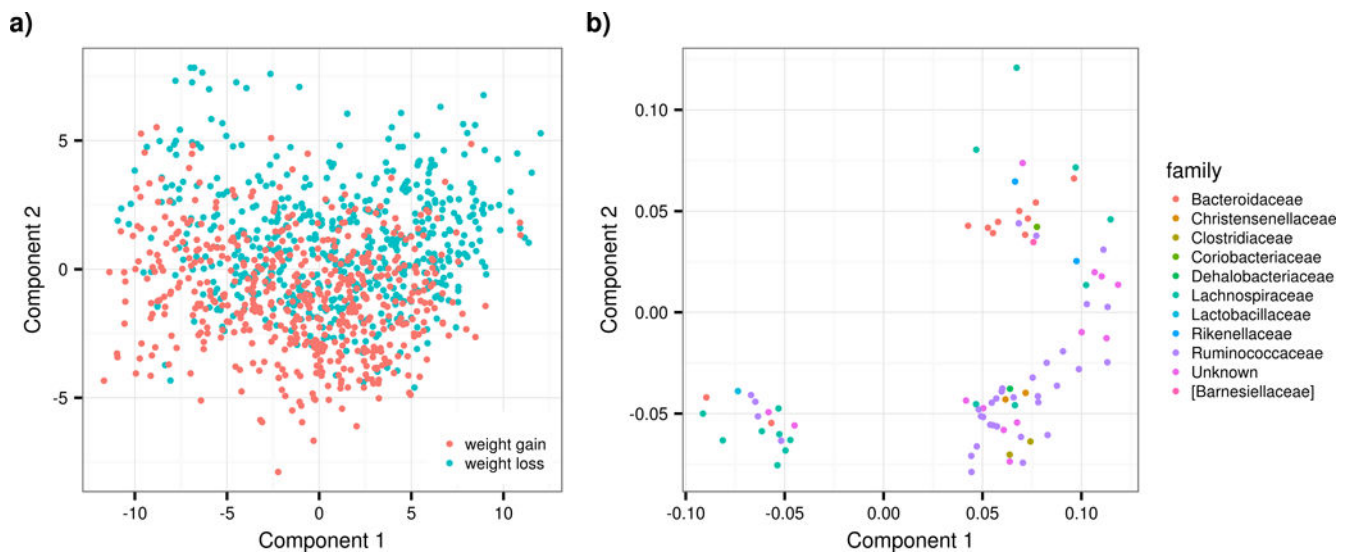 a)
Component 2
5
0
-5
-10
-5
0
5
10
Component 1
weight gain
weight loss
b)
Component 2
0.10
0.05
0.00
-0.05
-0.10
-0.05
0.00
0.05
0.10
Component 1
family
Bacteroidaceae
Christensenellaceae
Clostridiaceae
Coriobacteriaceae
Dehalobacteriaceae
Lachnospiraceae
Lactobacillaceae
Rikenellaceae
Ruminococcaceae
Unknown
[Barnesiellaceae]